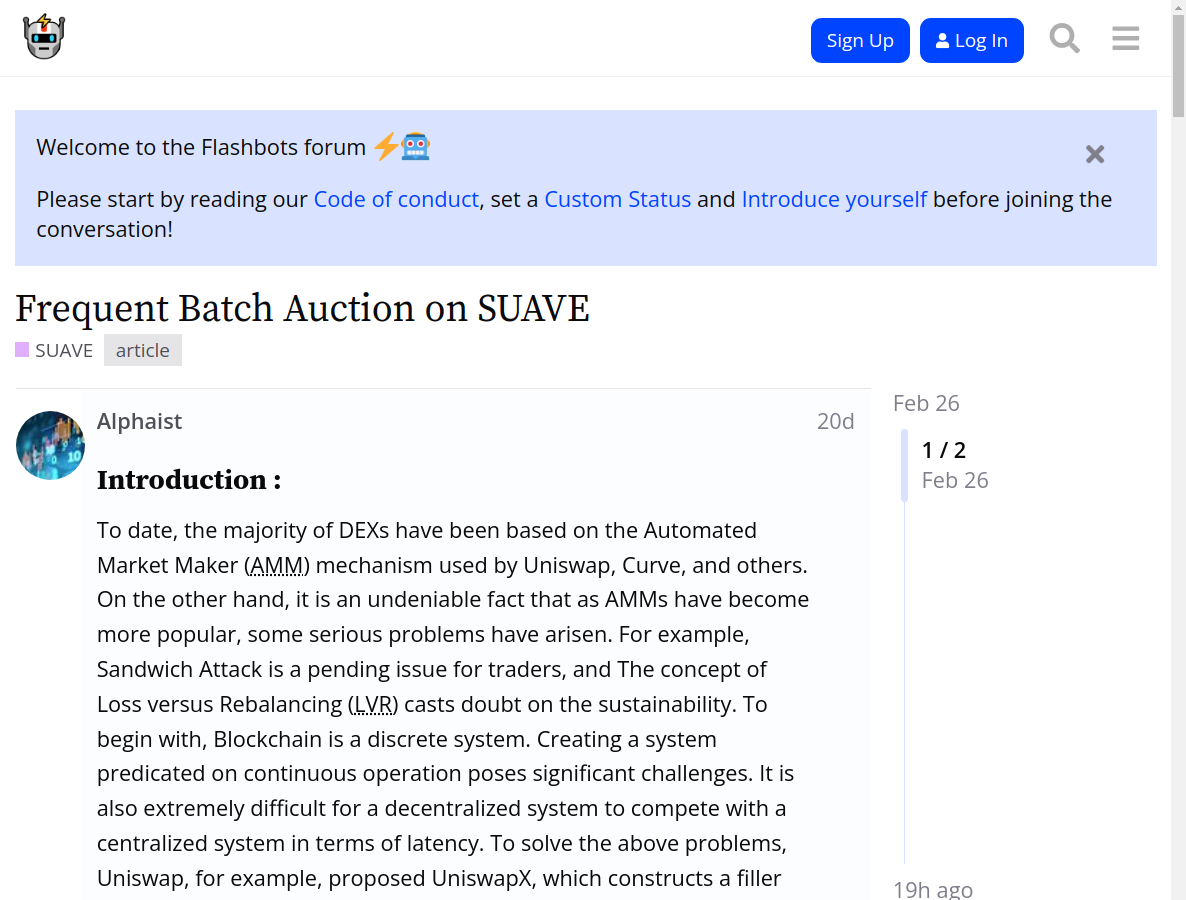 Sign Up
Log In
Welcome to the Flashbots forum
Please start by reading our Code of conduct, set a Custom Status and Introduce yourself before joining the
conversation!
Frequent Batch Auction on SUAVE
SUAVE article
Alphaist 20d
Introduction :
To date, the majority of DEXs have been based on the Automated
Market Maker (AMM) mechanism used by Uniswap, Curve, and others.
On the other hand, it is an undeniable fact that as AMMs have become
more popular, some serious problems have arisen. For example,
Sandwich Attack is a pending issue for traders, and The concept of
Loss versus Rebalancing (LVR) casts doubt on the sustainability. To
begin with, Blockchain is a discrete system. Creating a system
predicated on continuous operation poses significant challenges. It is
also extremely difficult for a decentralized system to compete with a
centralized system in terms of latency. To solve the above problems,
Uniswap, for example, proposed UniswapX, which constructs a filler
Feb 26
1 / 2
Feb 26
19h ago